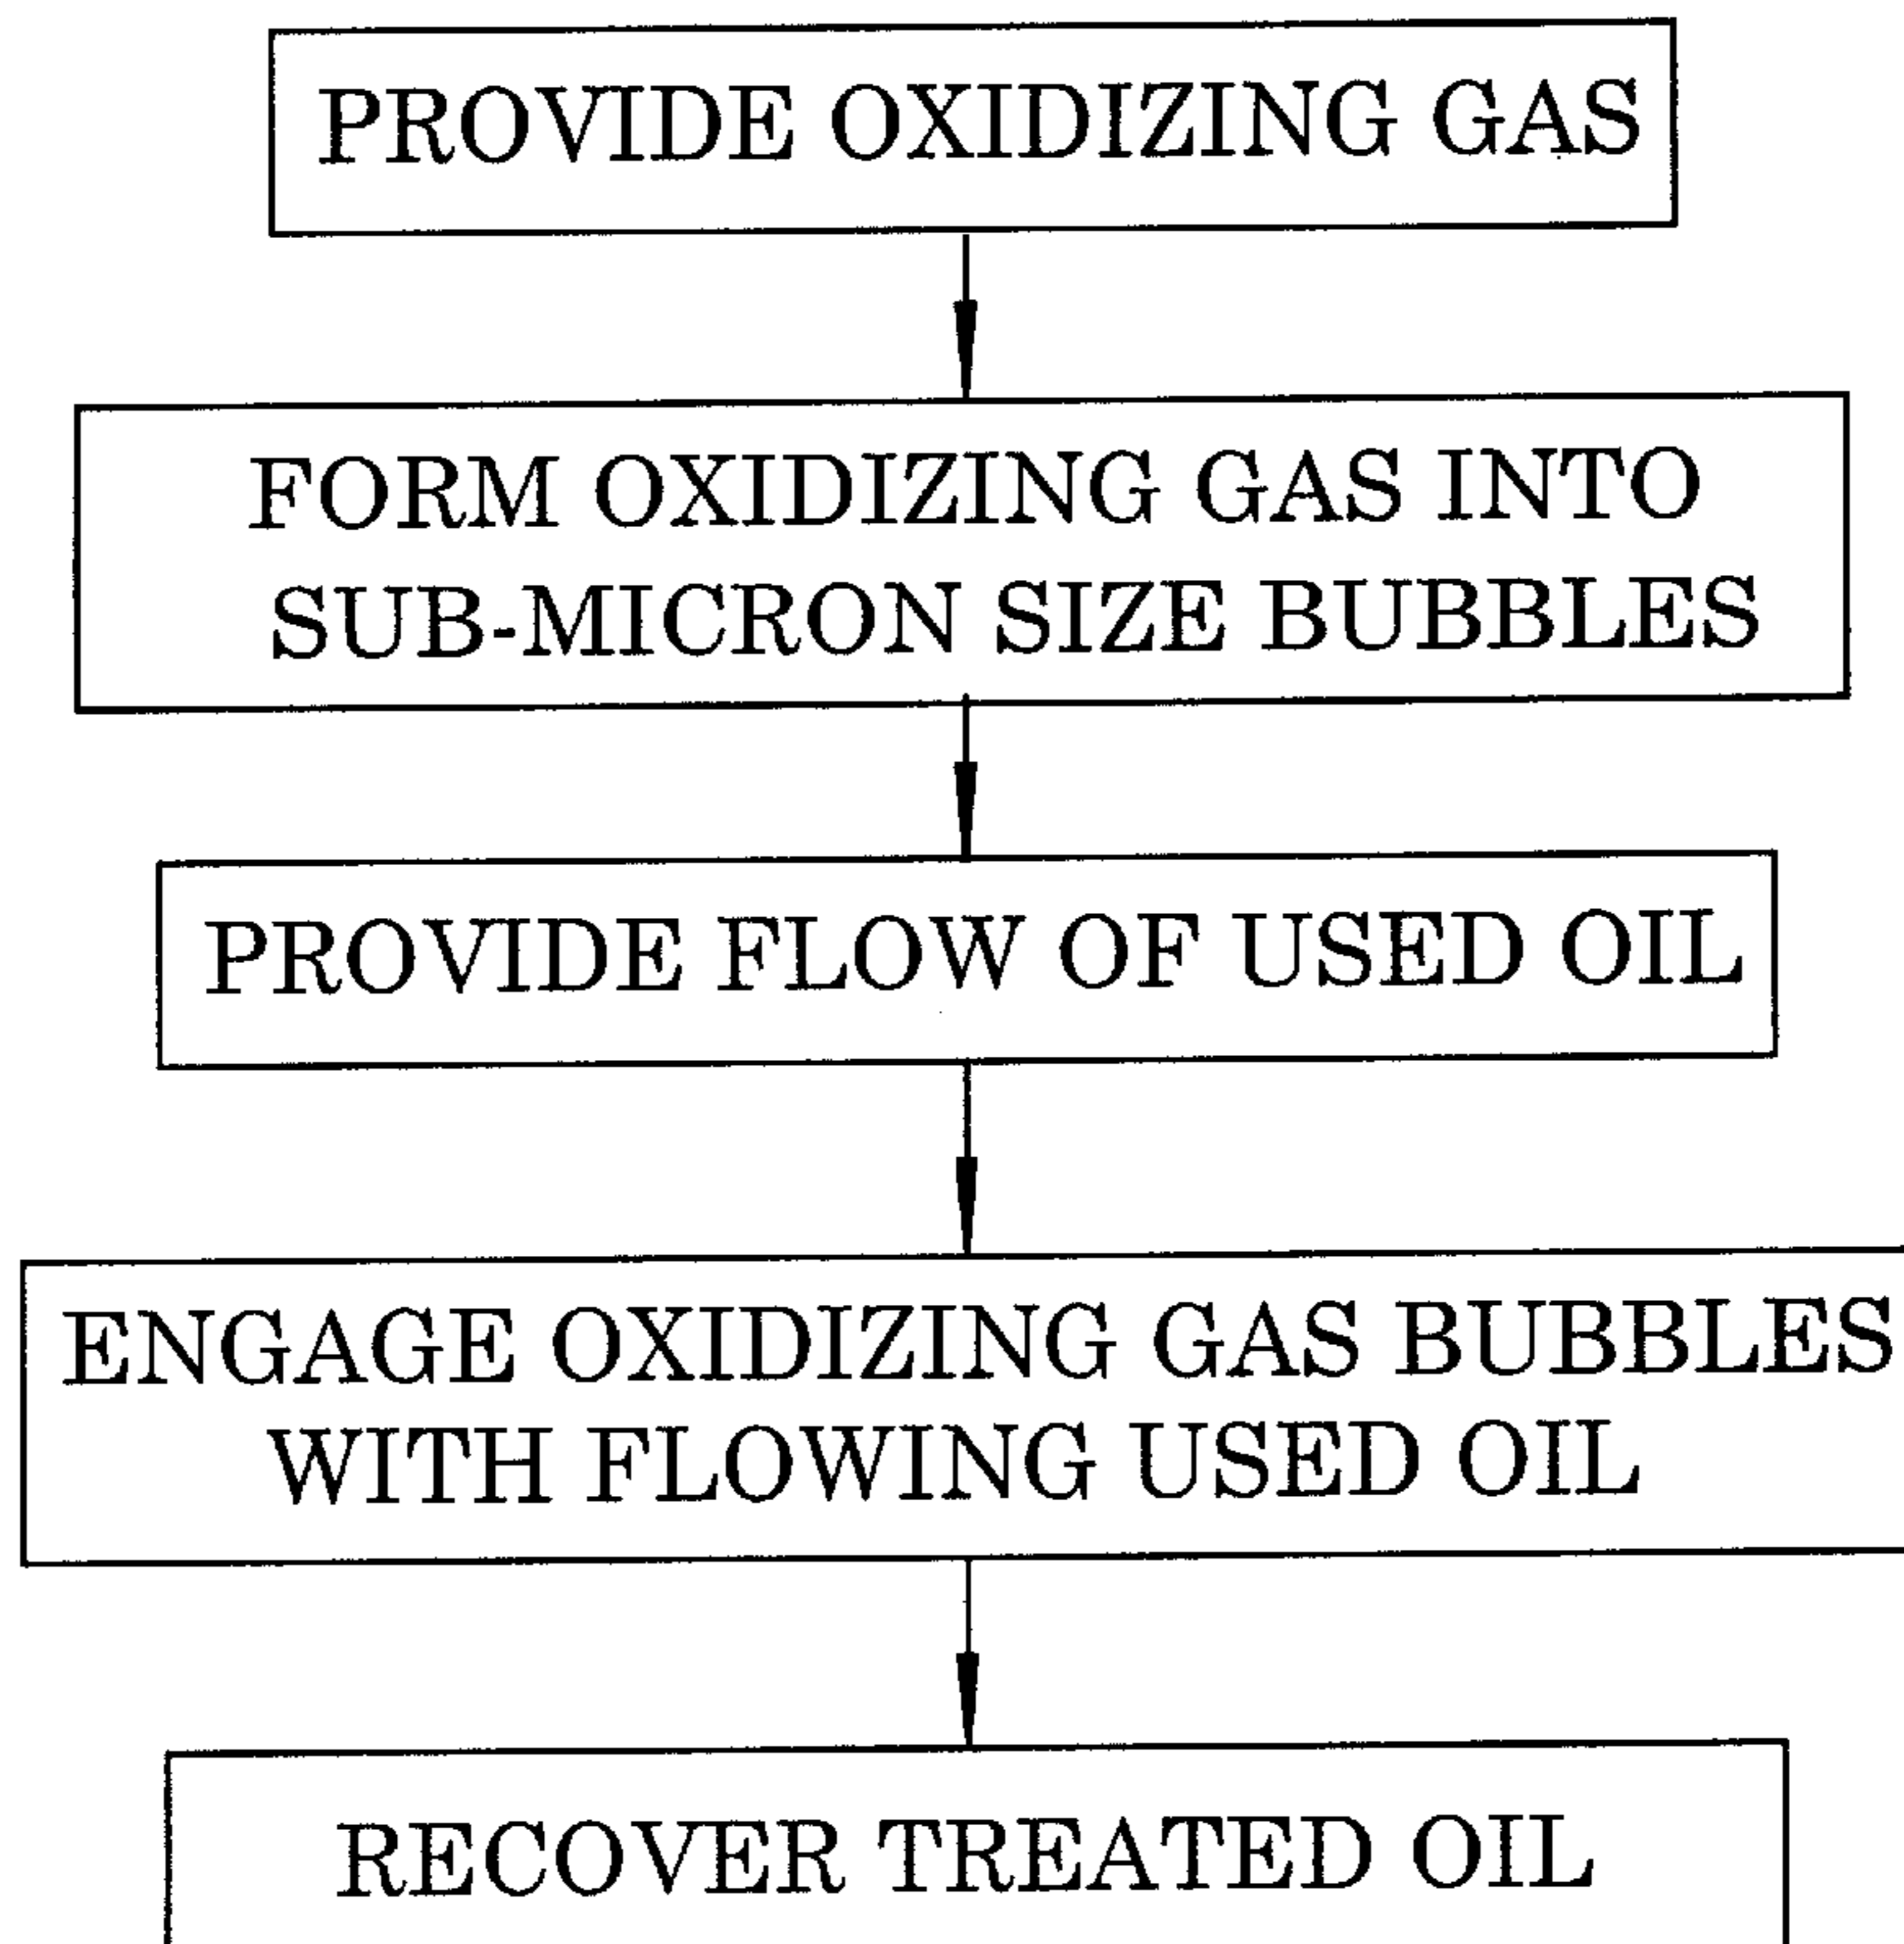 PROVIDE OXIDIZING GAS
FORM OXIDIZING GAS INTO
SUB-MICRON SIZE BUBBLES
PROVIDE FLOW OF USED OIL
ENGAGE OXIDIZING GAS BUBBLES
WITH FLOWING USED OIL
RECOVER TREATED OIL